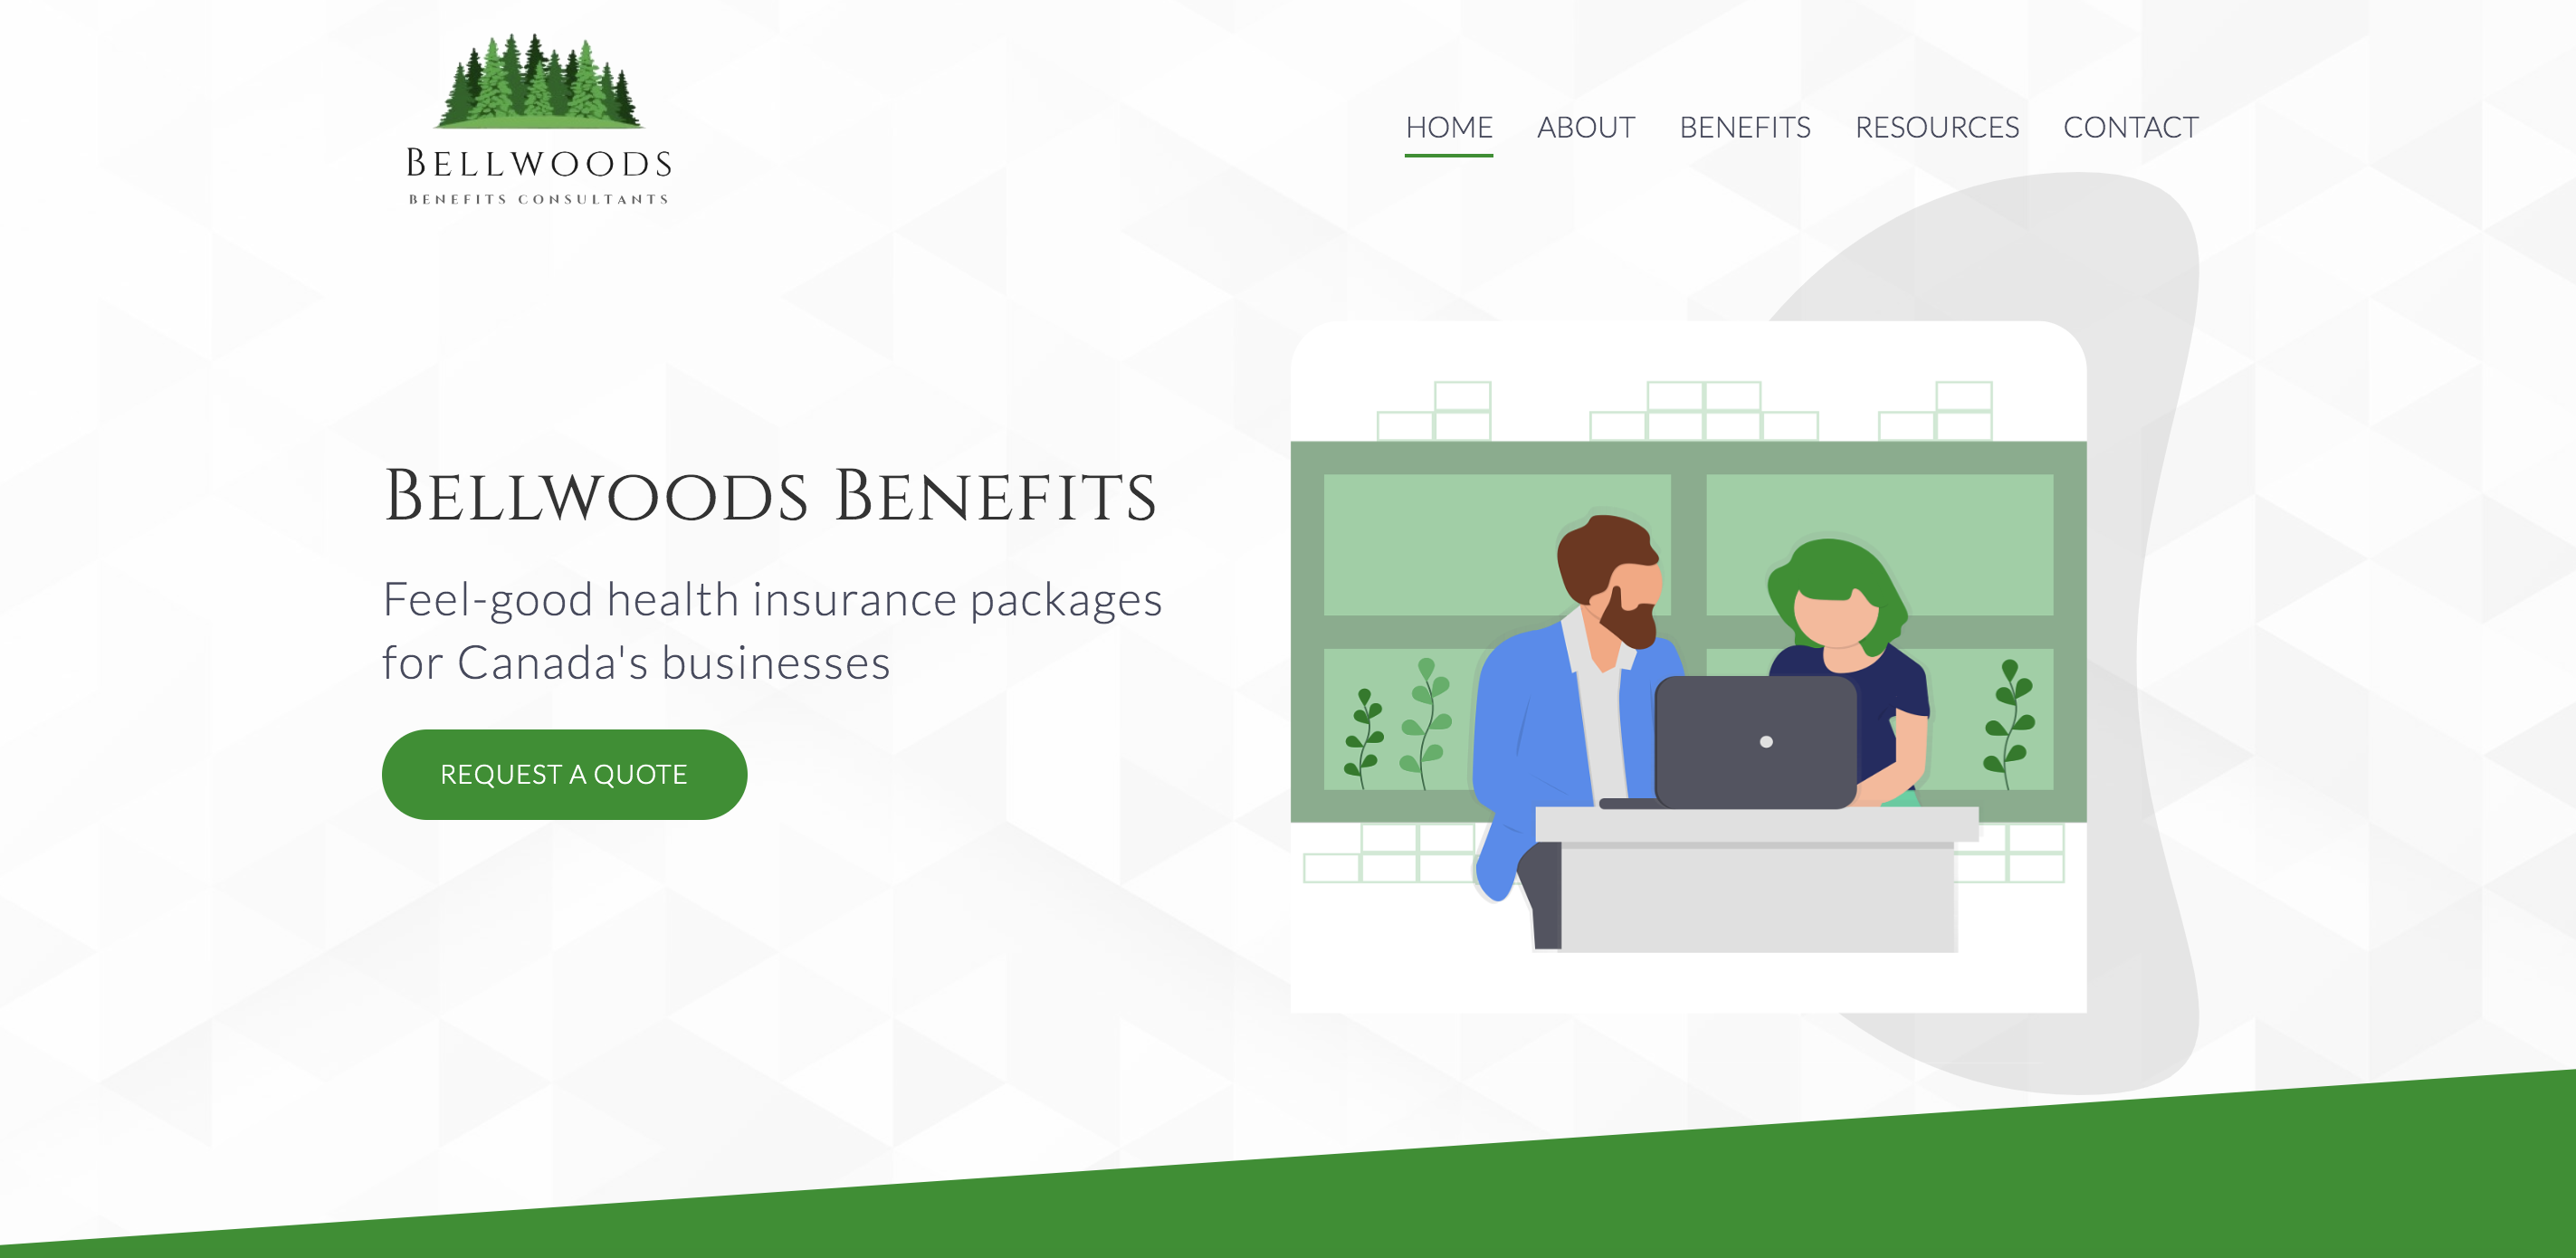 BELLWOODS
BENEFITS CONSULTANTS
HOME ABOUT BENEFITS RESOURCES CONTACT
BELLWOODS BENEFITS
Feel-good health insurance packages
for Canada's businesses
REQUEST A QUOTE